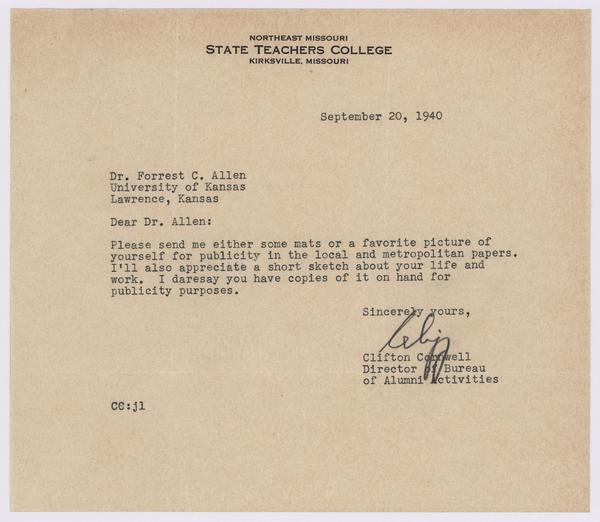 NORTHEAST MISSOURI
STATE TEACHERS COLLEGE
KIRKSVILLE, MISSOURI
September 20, 1940
Dr. Forrest C. Allen
University of Kansas
Lawrence, Kansas
Dear Dr. Allen:
Please send me either some mats or a favorite picture of
yourself for publicity in the local and metropolitan papers.
I'll also appreciate a short sketch about your life and
work. I daresay you have copies of it on hand for
publicity purposes.
Sincerely yours,
Clifton Cornwell
Director of Bureau
of Alumni Activities
CC:jl